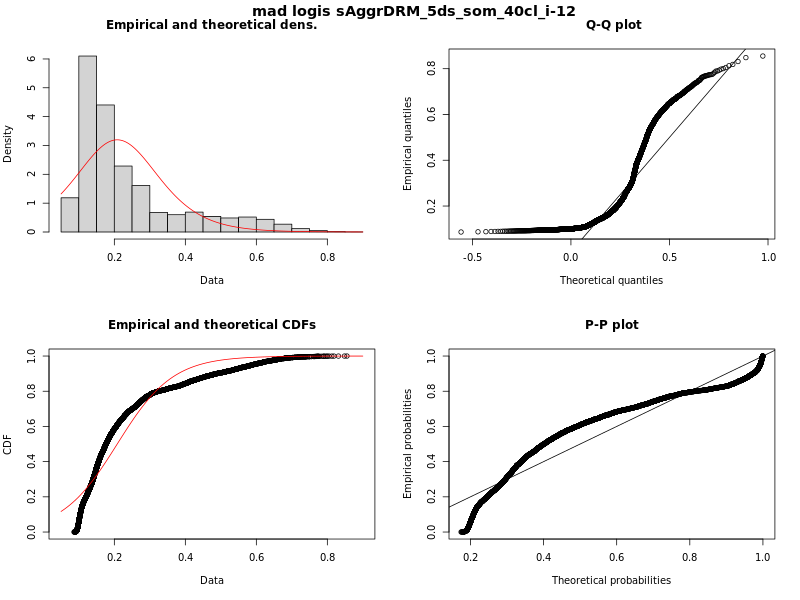 mad logis sAggrDRM_5ds_som_40cl_i-12
Empirical and theoretical dens.
Density
0 1 2 3 4 5 6
0.2 0.4 0.6 0.8
Data
Q-Q plot
Empirical quantiles
0.2 0.4 0.6 0.8
-0.5 0.0 0.5 1.0
Theoretical quantiles
Empirical and theoretical CDFs
CDF
0.0 0.2 0.4 0.6 0.8 1.0
0.2 0.4 0.6 0.8
Data
P-P plot
Empirical probabilities
0.0 0.2 0.4 0.6 0.8 1.0
0.2 0.4 0.6 0.8 1.0
Theoretical probabilities